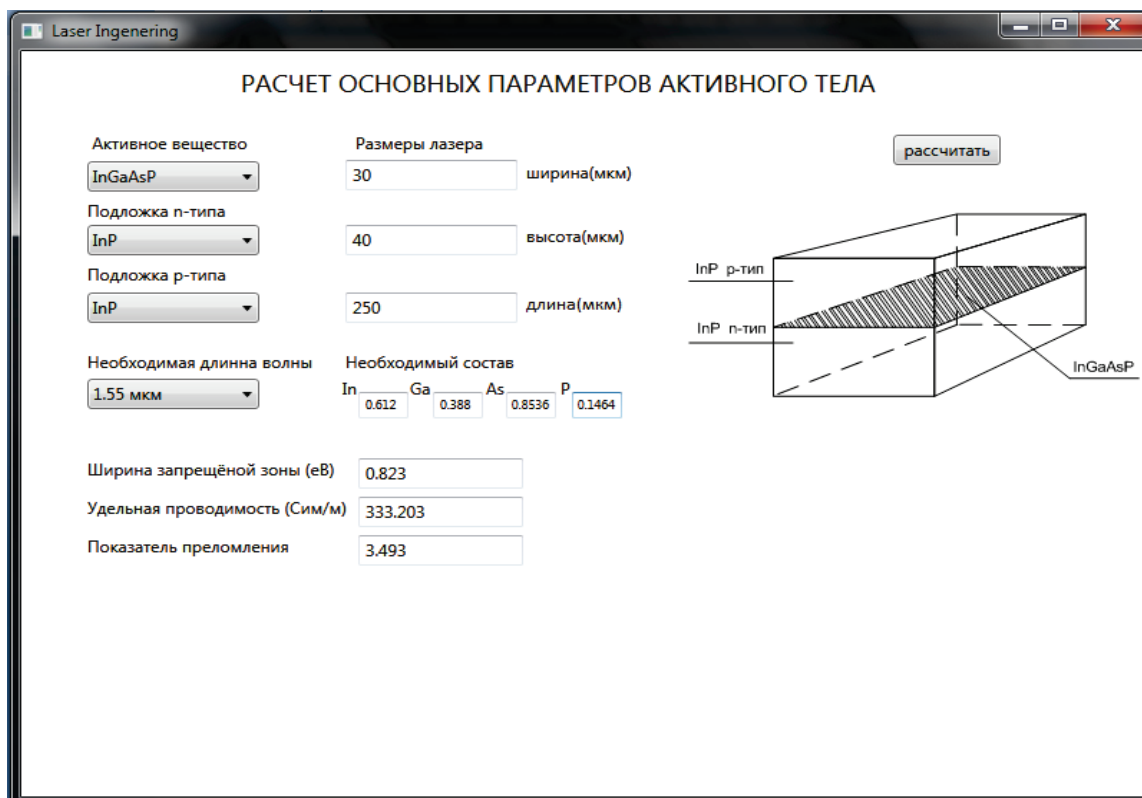 Laser Ingenering
РАСЧЕТ ОСНОВНЫХ ПАРАМЕТРОВ АКТИВНОГО ТЕЛА
Активное вещество
Размеры лазера
рассчитать
InGaAsP
30
ширина(мкм)
Подложка n-типа
InP
40
высота(мкм)
Подложка p-типа
InP
250
длина(мкм)
InP p-тип
InP n-тип
InGaAsP
Необходимая длинна волны
Необходимый состав
1.55 мкм
In 0.612 Ga 0.388 As 0.8536 P 0.1464
Ширина запрещёной зоны (еВ)
0.823
Удельная проводимость (Сим/м)
333.203
Показатель преломления
3.493